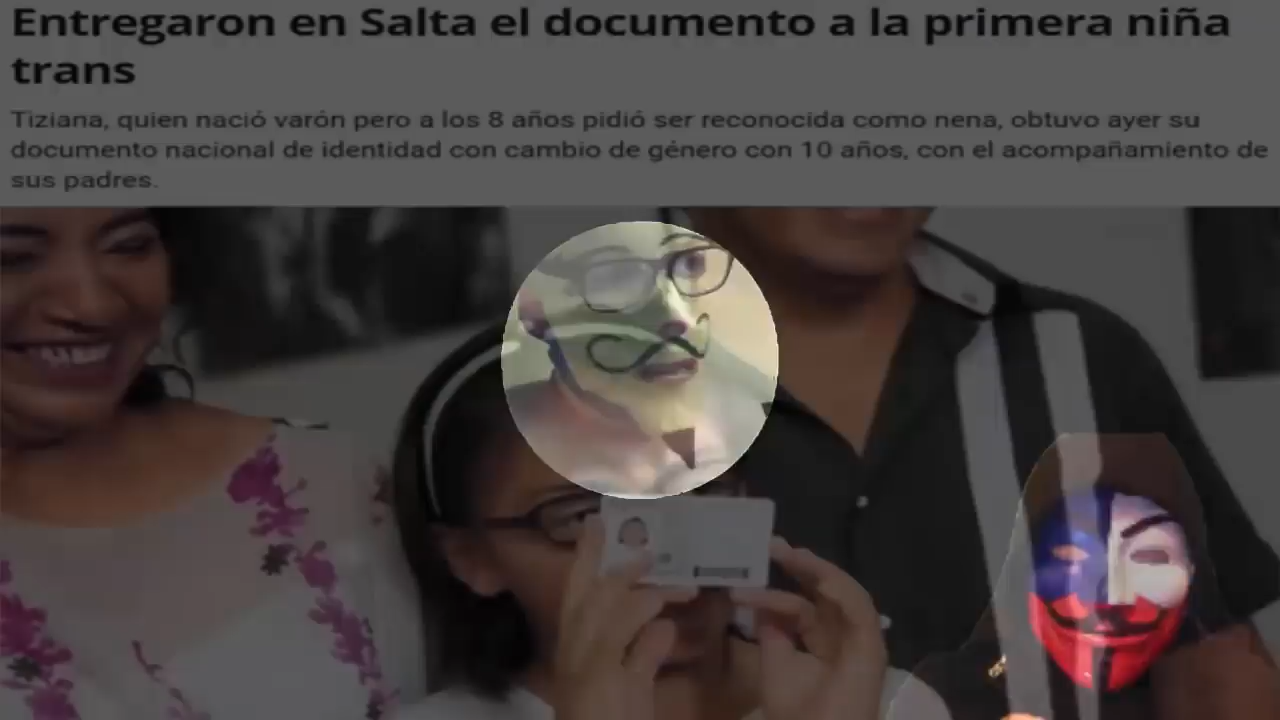 Entregaron en Salta el documento a la primera niña
trans
Tiziana, quien nació varón pero a los 8 años pidió ser reconocida como nena, obtuvo ayer su
documento nacional de identidad con cambio de género con 10 años, con el acompañamiento de
sus padres.